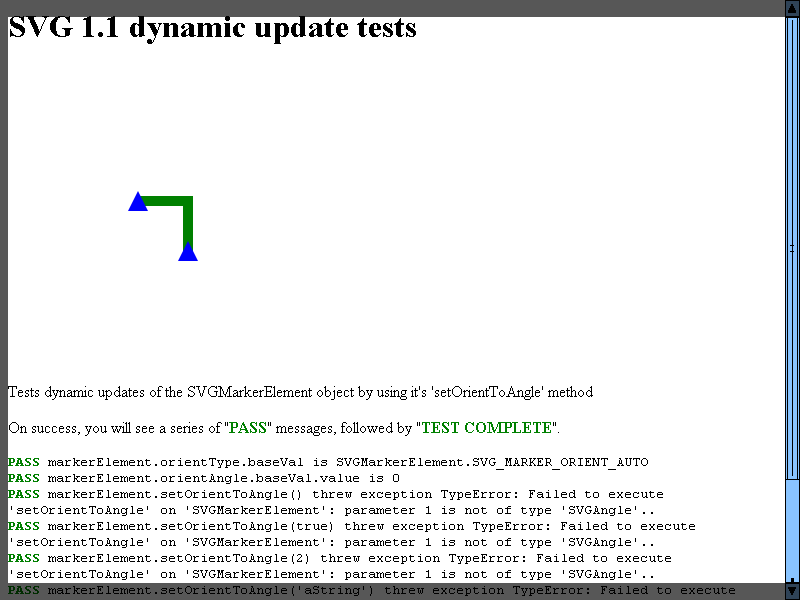 SVG 1.1 dynamic update tests
Tests dynamic updates of the SVGMarkerElement object by using it's 'setOrientToAngle' method
On success, you will see a series of "PASS" messages, followed by "TEST COMPLETE".
PASS markerElement.orientType.baseVal is SVGMarkerElement.SVG_MARKER_ORIENT_AUTO
PASS markerElement.orientAngle.baseVal.value is 0
PASS markerElement.setOrientToAngle() threw exception TypeError: Failed to execute
'setOrientToAngle' on 'SVGMarkerElement': parameter 1 is not of type 'SVGAngle'..
PASS markerElement.setOrientToAngle(true) threw exception TypeError: Failed to execute
'setOrientToAngle' on 'SVGMarkerElement': parameter 1 is not of type 'SVGAngle'..
PASS markerElement.setOrientToAngle(2) threw exception TypeError: Failed to execute
'setOrientToAngle' on 'SVGMarkerElement': parameter 1 is not of type 'SVGAngle'..
PASS markerElement.setOrientToAngle('aString') threw exception TypeError: Failed to execute